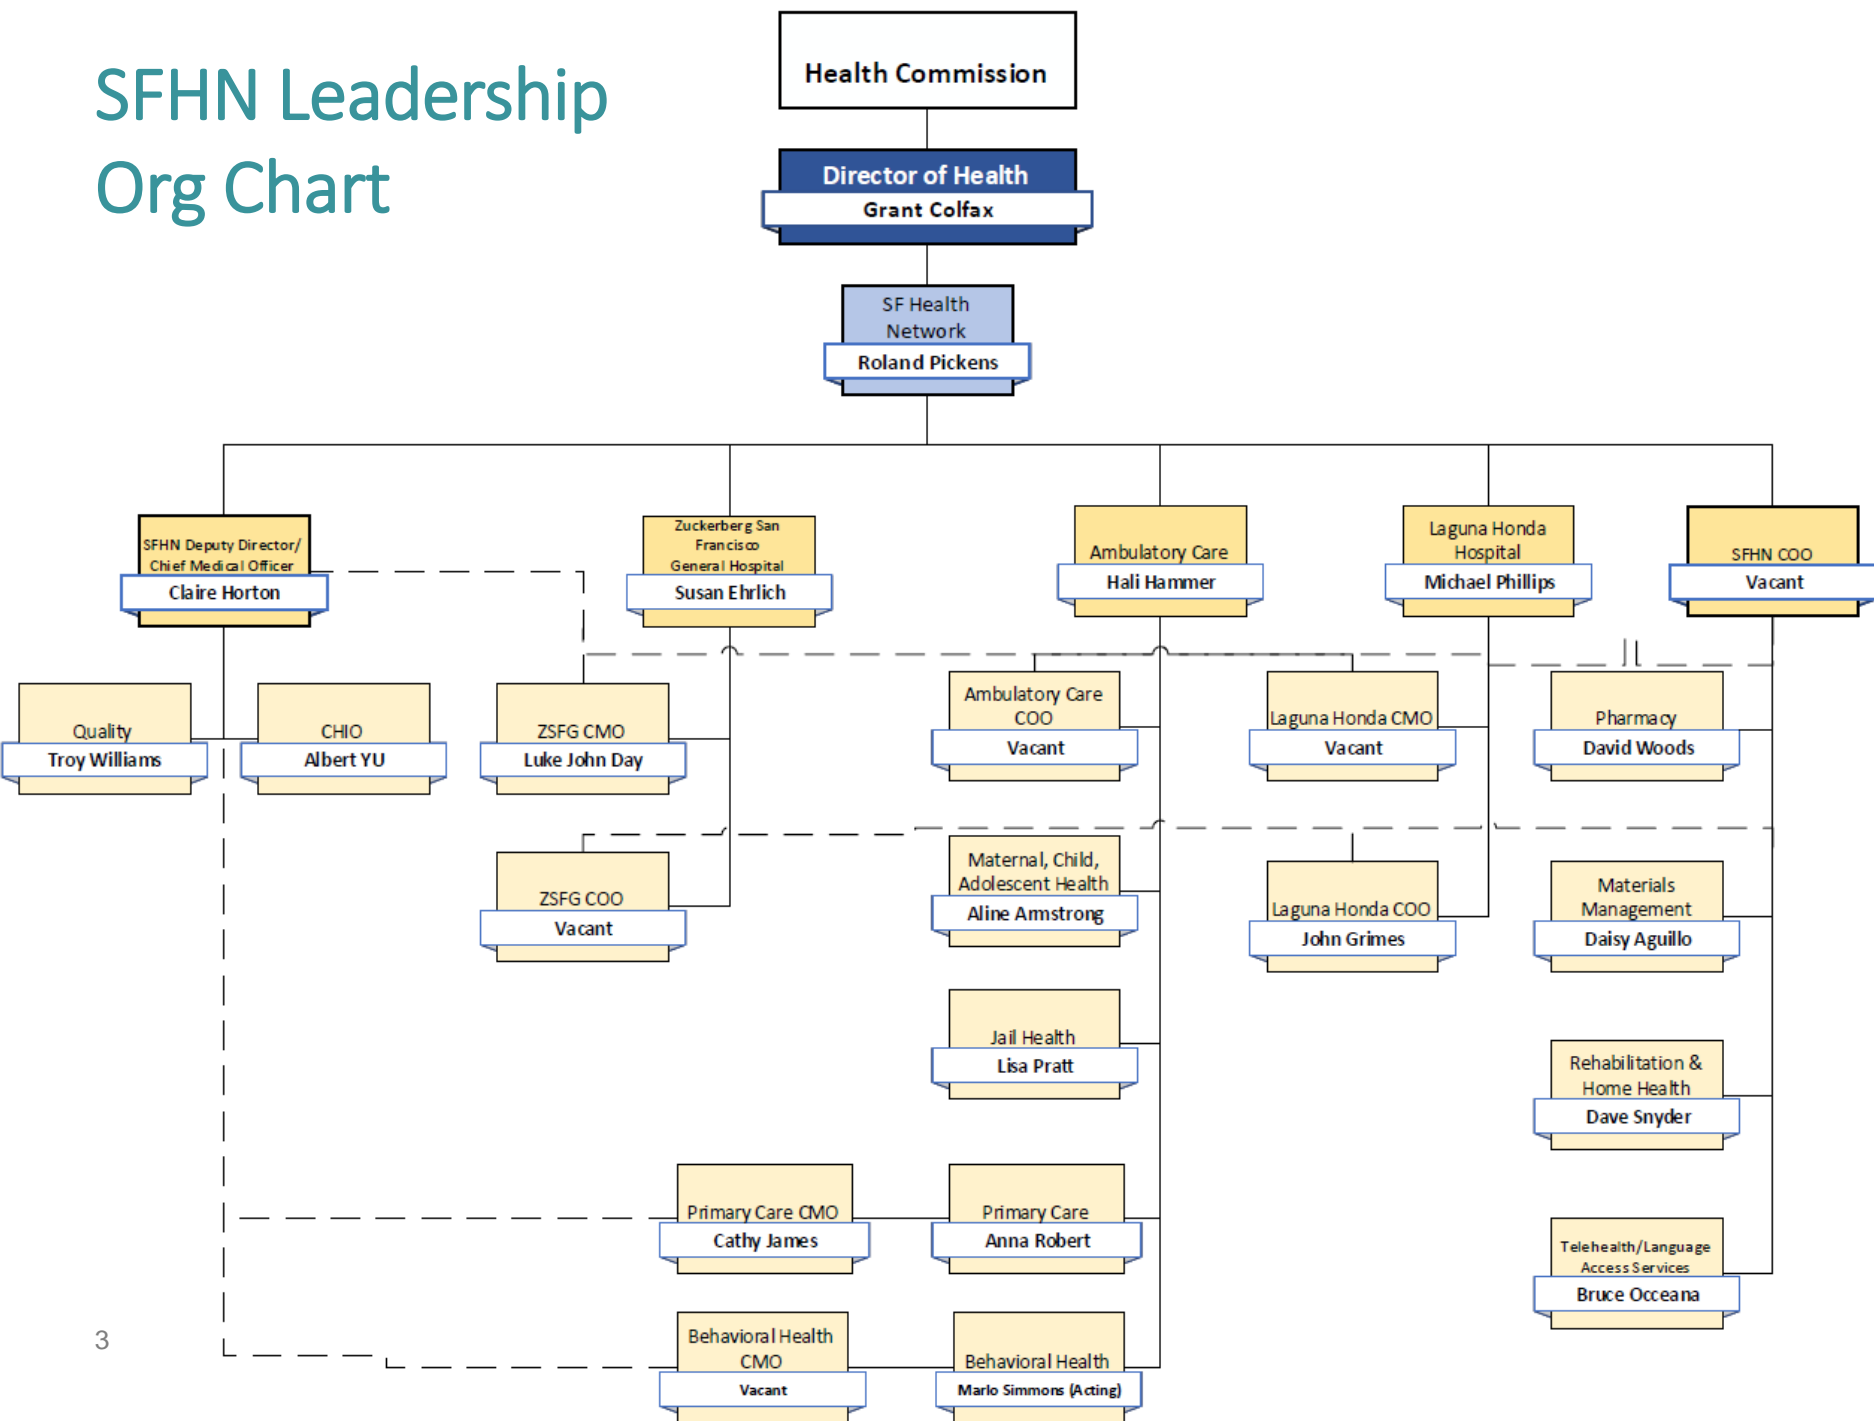 SFHN Leadership
Org Chart
Health Commission
Director of Health
Grant Colfax
SF Health
Network
Roland Pickens
SFHN Deputy Director/
Chief Medical Officer
Claire Horton
Zuckerberg San
Francisco
General Hospital
Susan Ehrlich
Ambulatory Care
Hali Hammer
Laguna Honda
Hospital
Michael Phillips
SFHN COO
Vacant
Quality
Troy Williams
CHIO
Albert YU
ZSFG CMO
Luke John Day
Ambulatory Care
COO
Vacant
Laguna Honda CMO
Vacant
Pharmacy
David Woods
ZSFG COO
Vacant
Maternal, Child,
Adolescent Health
Aline Armstrong
Laguna Honda COO
John Grimes
Materials
Management
Daisy Aguillo
Jail Health
Lisa Pratt
Rehabilitation &
Home Health
Dave Snyder
Primary Care CMO
Cathy James
Primary Care
Anna Robert
Telehealth/Language
Access Services
Bruce Occeana
Behavioral Health
CMO
Vacant
Behavioral Health
Marlo Simmons (Acting)
3